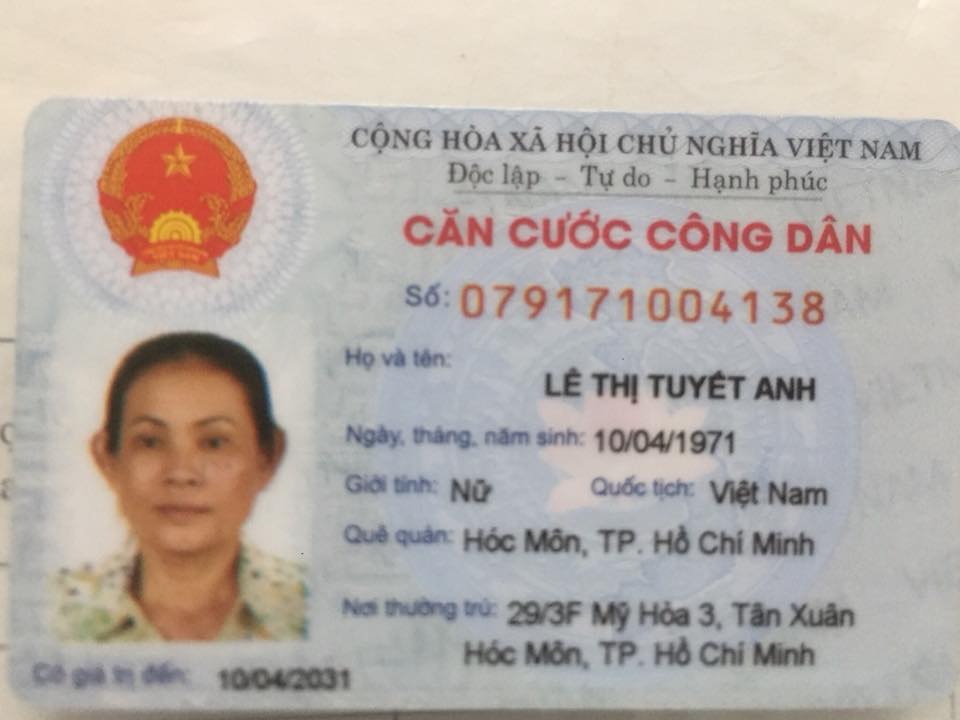 CỘNG HÒA XÃ HỘI CHỦ NGHĨA VIỆT NAM
Độc lập - Tự do - Hạnh phúc
CĂN CƯỚC CÔNG DÂN
Số: 079171004138
Họ và tên:
LÊ THỊ TUYẾT ANH
Ngày, tháng, năm sinh: 10/04/1971
Giới tính: Nữ Quốc tịch: Việt Nam
Quê quán: Hóc Môn, TP. Hồ Chí Minh
Nơi thường trú: 29/3F Mỹ Hòa 3, Tân Xuân
Hóc Môn, TP. Hồ Chí Minh
Có giá trị đến: 10/04/2031